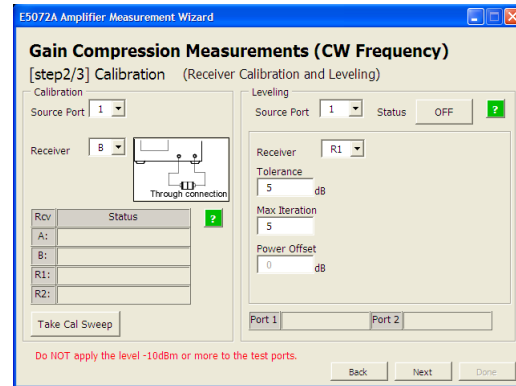 E5072A Amplifier Measurement Wizard
Gain Compression Measurements (CW Frequency)
[step2/3] Calibration (Receiver Calibration and Leveling)
Calibration
Source Port 1
Receiver B
Through connection
Rcv Status ?
A:
B:
R1:
R2:
Take Cal Sweep
Leveling
Source Port 1 Status OFF ?
Receiver R1
Tolerance
5 dB
Max Iteration
5
Power Offset
0 dB
Port 1 Port 2
Do NOT apply the level -10dBm or more to the test ports.
Back Next Done